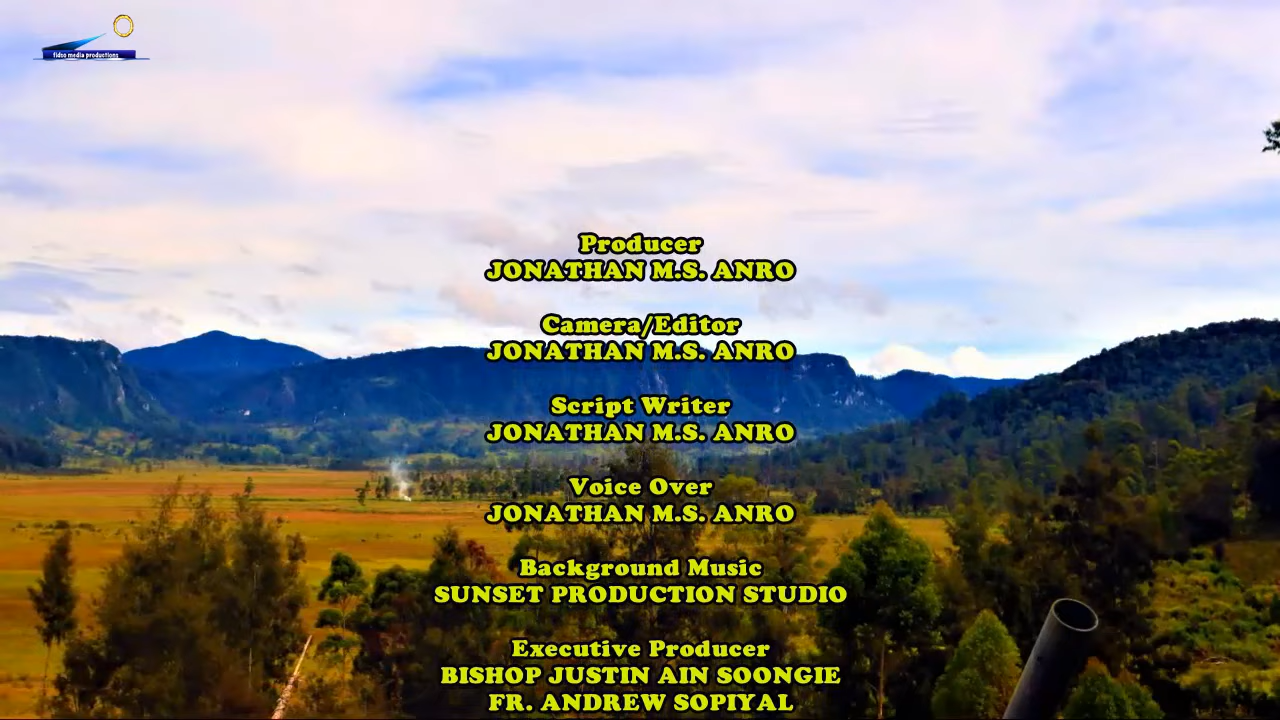 fidso media productions
Producer
JONATHAN M.S. ANRO
Camera/Editor
JONATHAN M.S. ANRO
Script Writer
JONATHAN M.S. ANRO
Voice Over
JONATHAN M.S. ANRO
Background Music
SUNSET PRODUCTION STUDIO
Executive Producer
BISHOP JUSTIN AIN SOONGIE
FR. ANDREW SOPIYAL